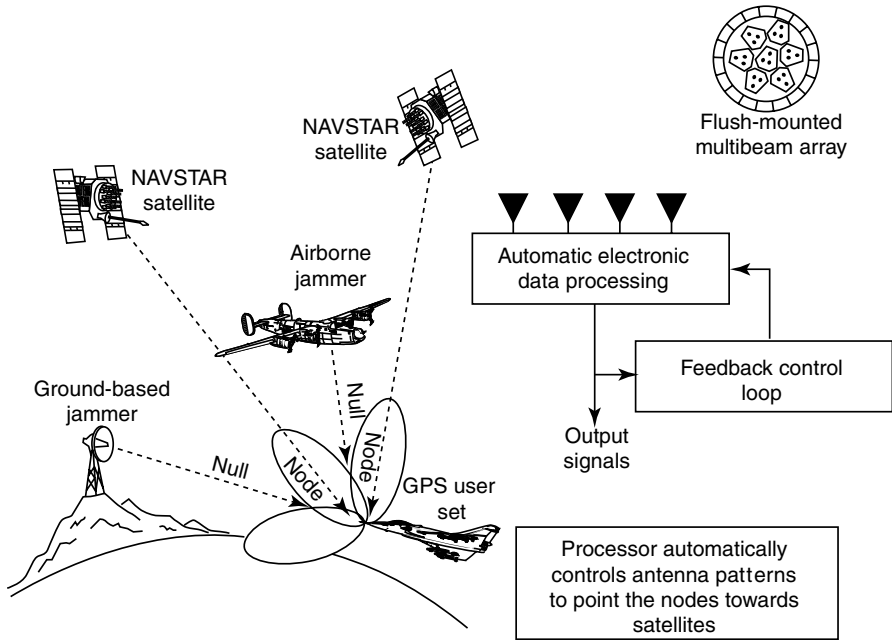 NAVSTAR
satellite
NAVSTAR
satellite
Flush-mounted
multibeam array
Airborne
jammer
Automatic electronic
data processing
Feedback control
loop
Output
signals
Ground-based
jammer
Null
Null
Node
Node
GPS user
set
Processor automatically
controls antenna patterns
to point the nodes towards
satellites